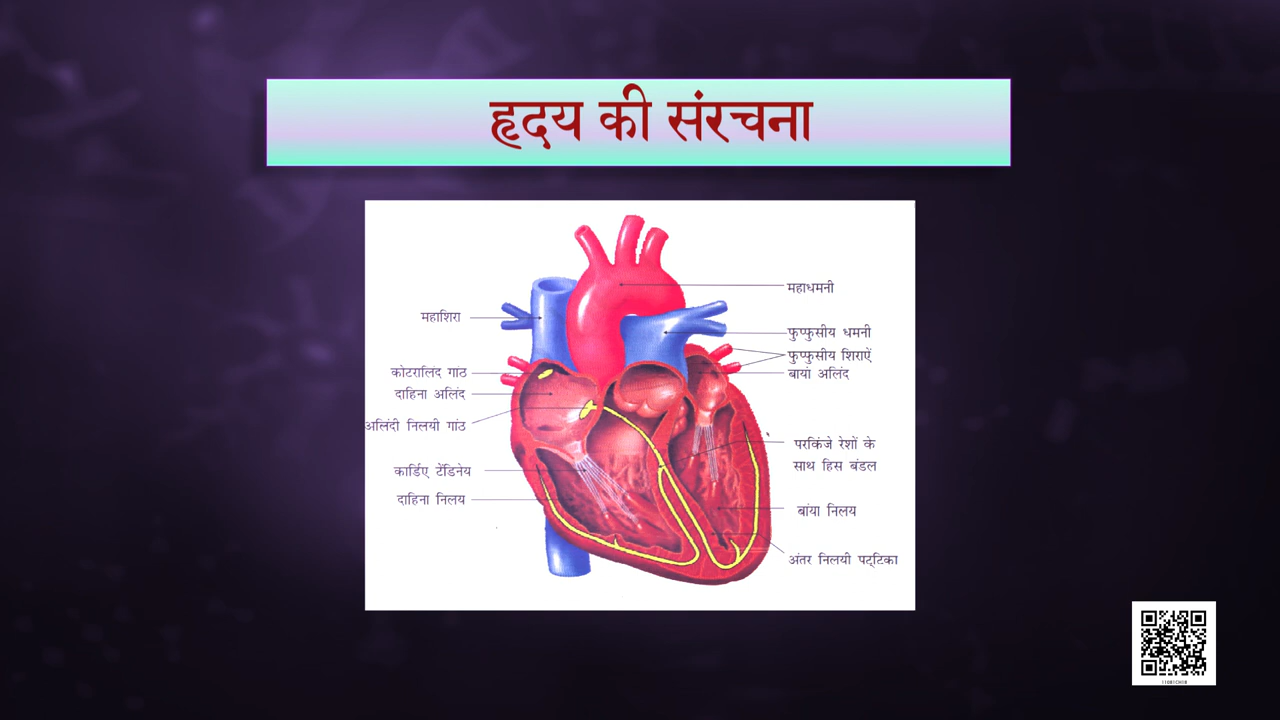 हृदय की संरचना
महाशिरा
कोटरालिंद गांठ
दाहिना अलिंद
अलिंदी निलयी गांठ
कार्डिए टेंडिनेय
दाहिना निलय
महाधमनी
फुप्फुसीय धमनी
फुप्फुसीय शिराऐं
बायां अलिंद
परकिंजे रेशों के
साथ हिस बंडल
बांया निलय
अंतर निलयी पट्टिका